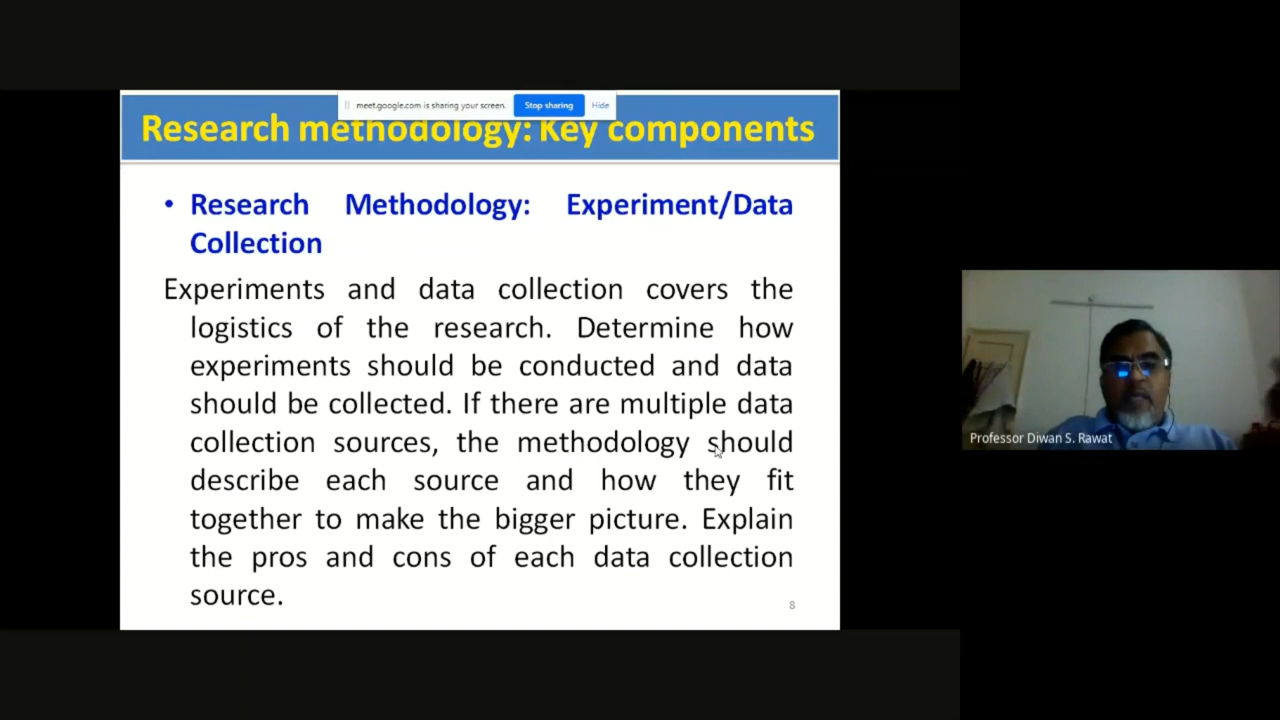 meet.google.com is sharing your screen. Stop sharing Hide
Research methodology: Key components
• Research Methodology: Experiment/Data
Collection
Experiments and data collection covers the
logistics of the research. Determine how
experiments should be conducted and data
should be collected. If there are multiple data
collection sources, the methodology should
describe each source and how they fit
together to make the bigger picture. Explain
the pros and cons of each data collection
source.
8
Professor Diwan S. Rawat